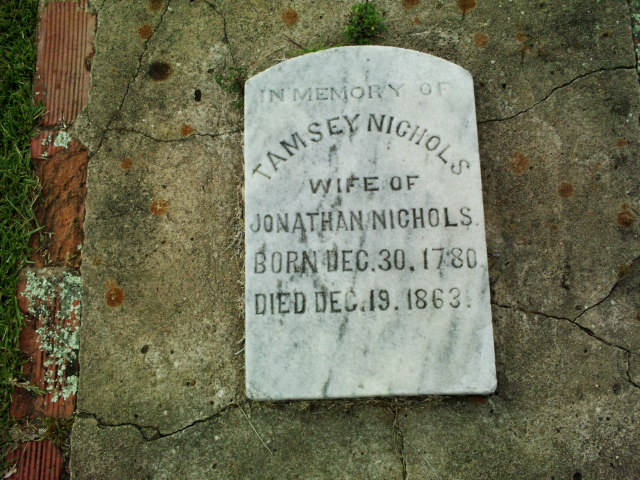 IN MEMORY OF
TAMSEY NICHOLS
WIFE OF
JONATHAN NICHOLS.
BORN DEC. 30, 1780
DIED DEC. 19. 1863.